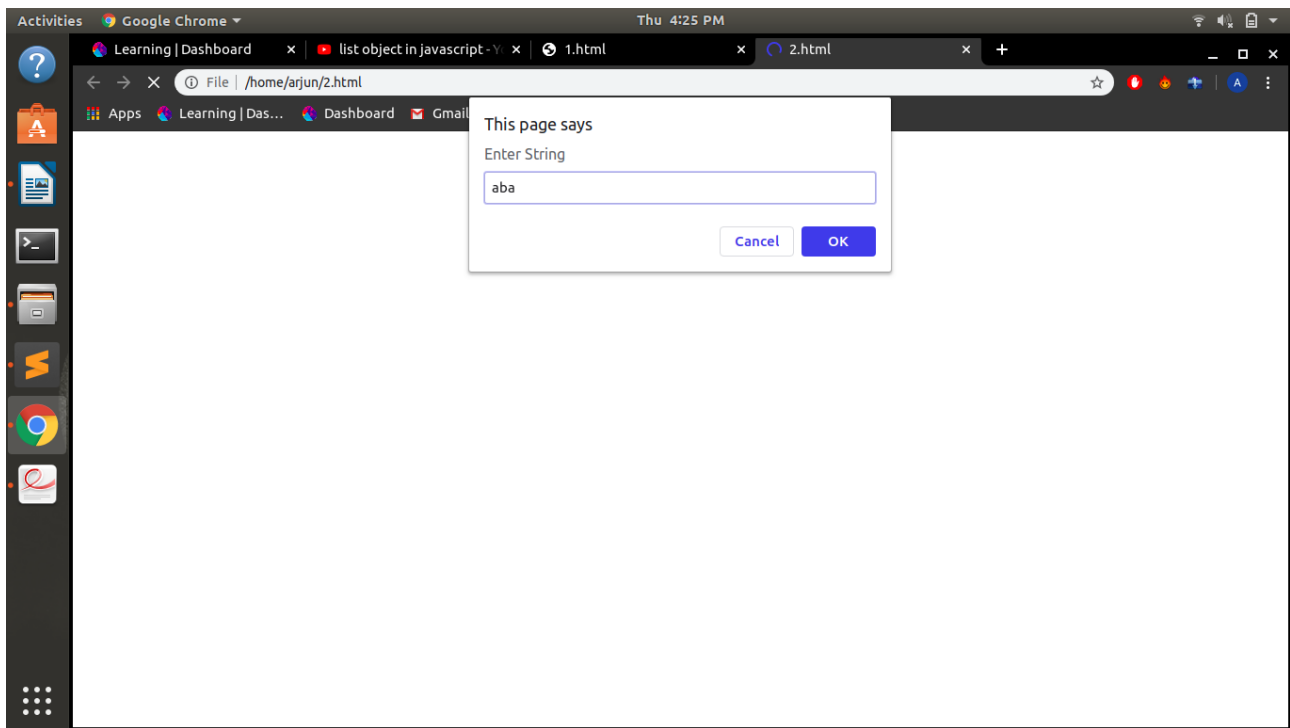 Activities Google Chrome Thu 4:25 PM
Learning | Dashboard list object in javascript - Y 1.html 2.html
File /home/arjun/2.html
Apps Learning | Das... Dashboard Gmail
This page says
Enter String
aba
Cancel OK